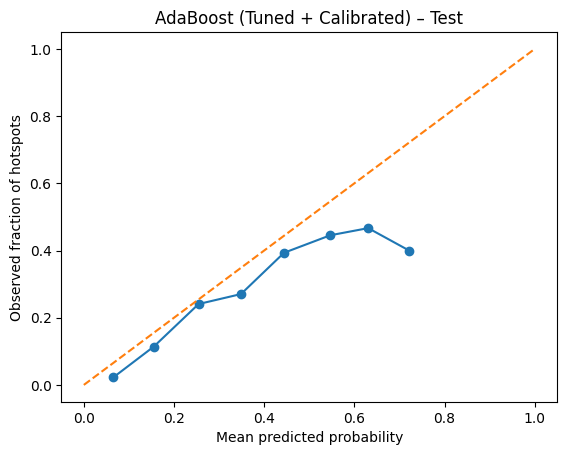 AdaBoost (Tuned + Calibrated) – Test
Observed fraction of hotspots
1.0
0.8
0.6
0.4
0.2
0.0
0.0 0.2 0.4 0.6 0.8 1.0
Mean predicted probability